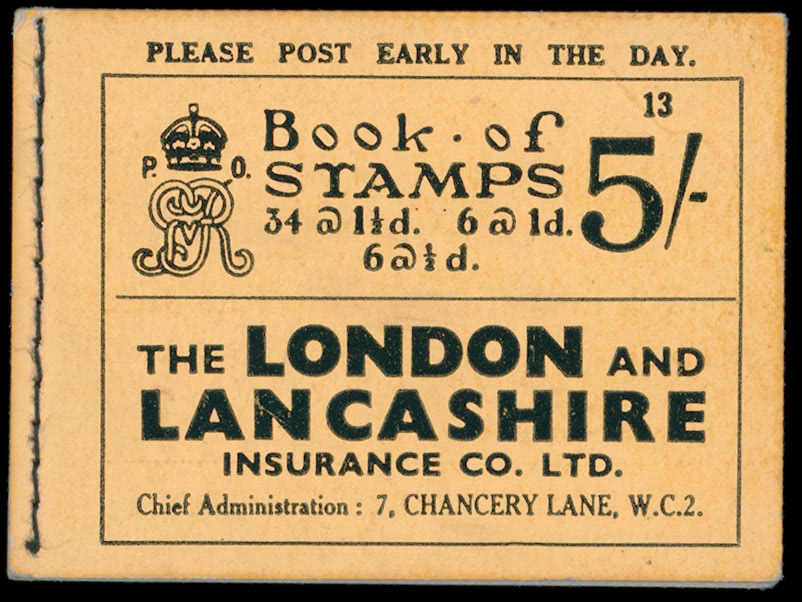 PLEASE POST EARLY IN THE DAY.
13
P. O.
Book · of
STAMPS
5/-
34 @ 1½d. 6 @ 1d.
6 @ ½d.
THE LONDON AND
LANCASHIRE
INSURANCE CO. LTD.
Chief Administration : 7, CHANCERY LANE, W.C.2.